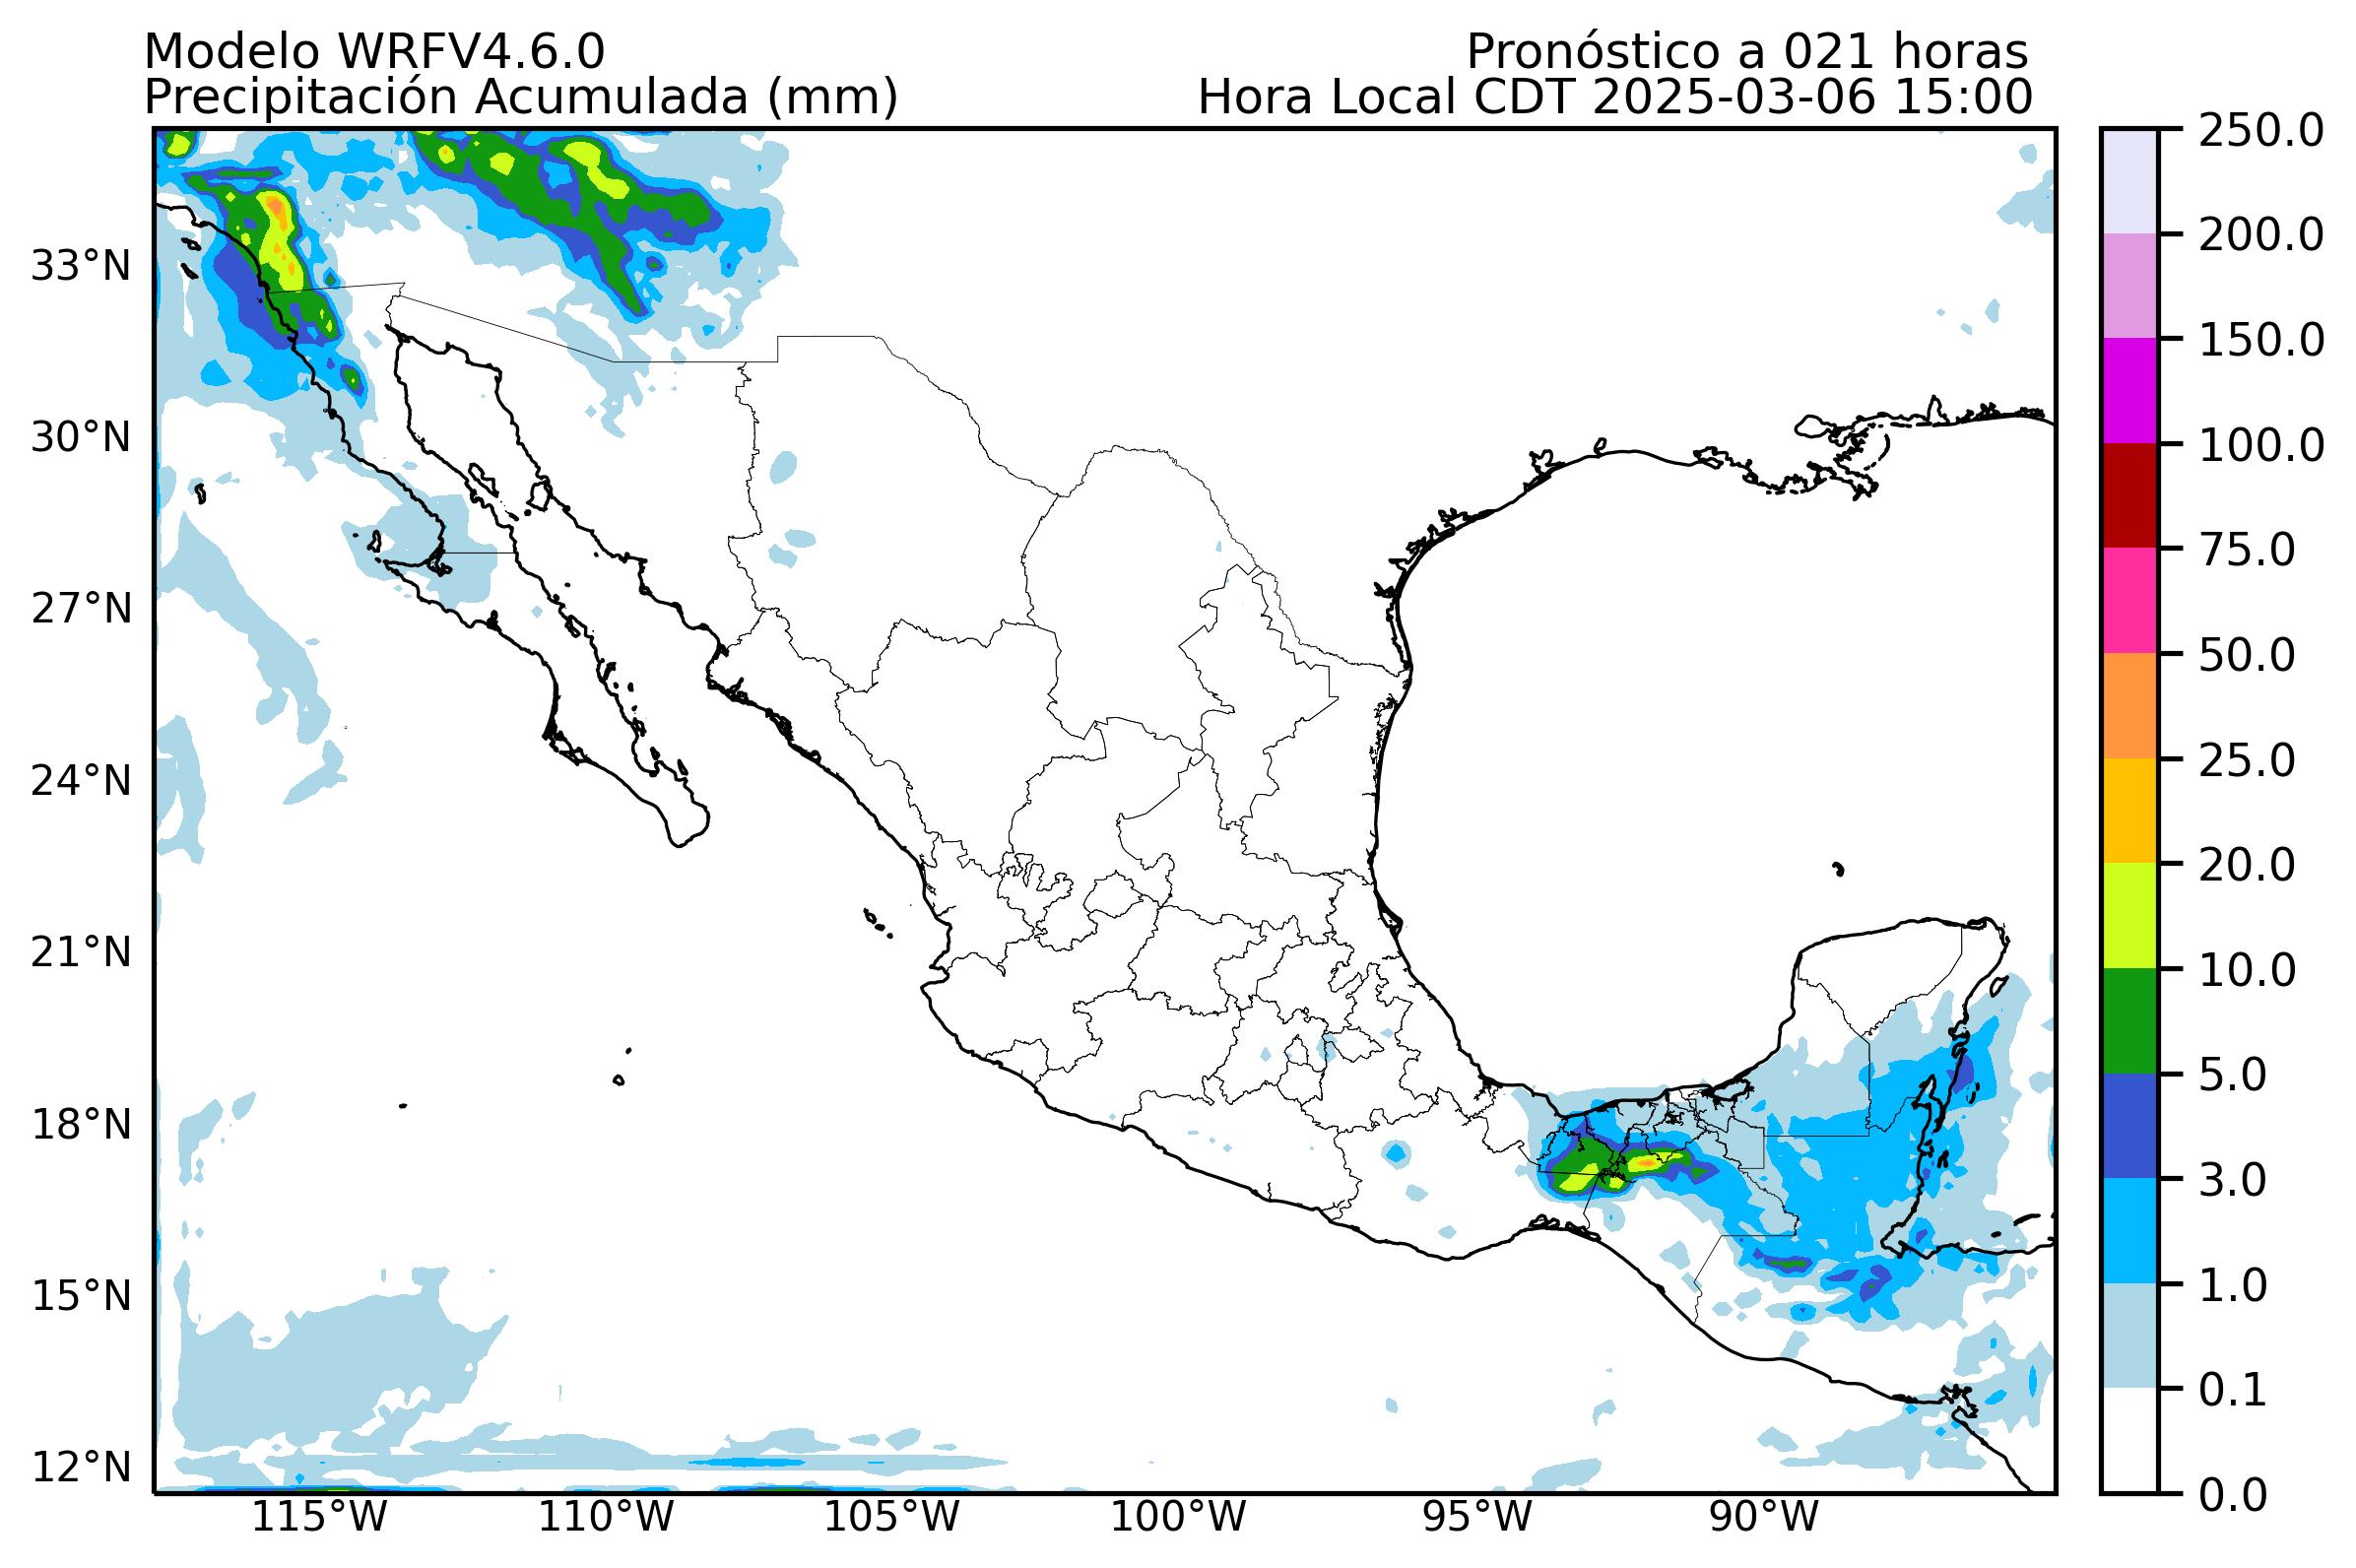 Modelo WRFV4.6.0
Pronóstico a 021 horas
Precipitación Acumulada (mm)
Hora Local CDT 2025-03-06 15:00
33°N
30°N
27°N
24°N
21°N
18°N
15°N
12°N
115°W
110°W
105°W
100°W
95°W
90°W
250.0
200.0
150.0
100.0
75.0
50.0
25.0
20.0
10.0
5.0
3.0
1.0
0.1
0.0